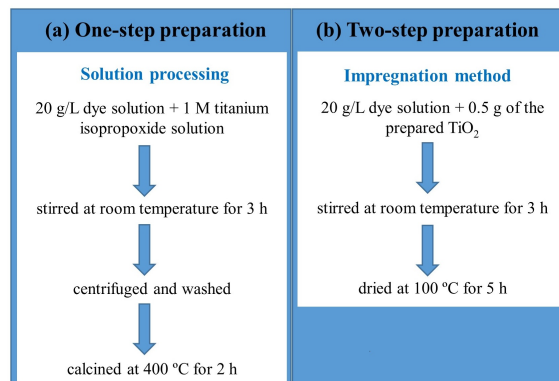 (a) One-step preparation
Solution processing
20 g/L dye solution + 1 M titanium
isopropoxide solution
stirred at room temperature for 3 h
centrifuged and washed
calcined at 400 ºC for 2 h
(b) Two-step preparation
Impregnation method
20 g/L dye solution + 0.5 g of the
prepared TiO₂
stirred at room temperature for 3 h
dried at 100 ºC for 5 h